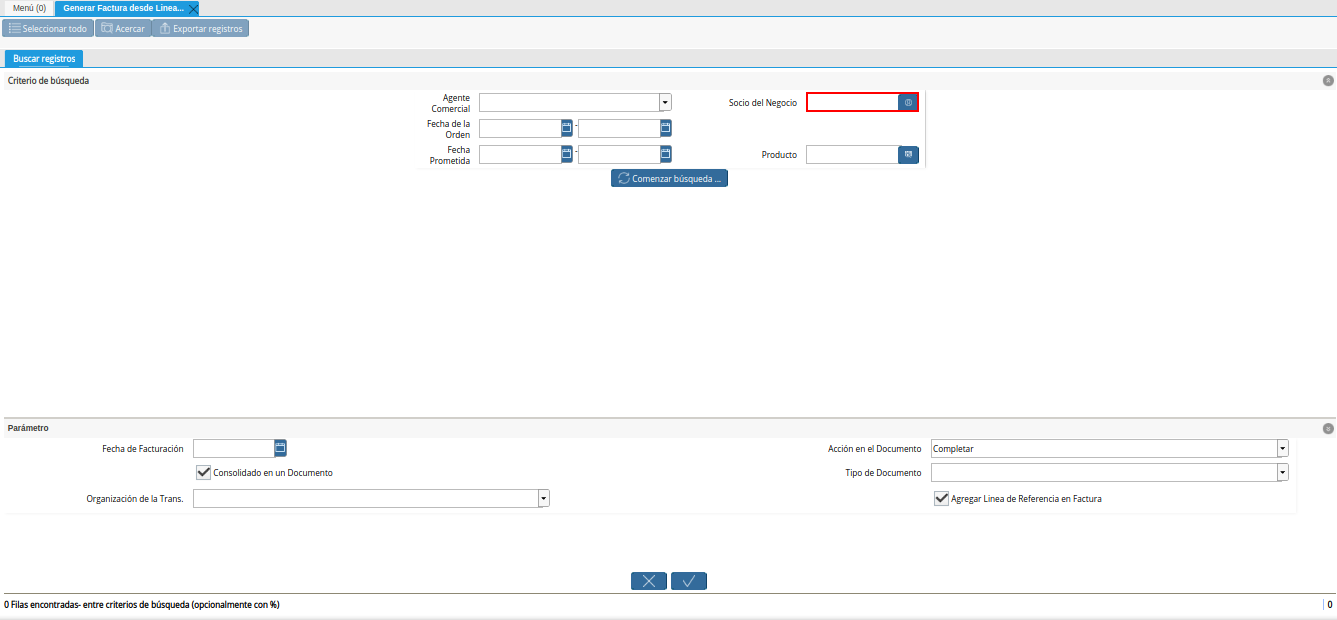 Menú (0)
Generar Factura desde Línea...
Seleccionar todo
Acercar
Exportar registros
Buscar registros
Criterio de búsqueda
Agente
Comercial
Socio del Negocio
Fecha de la
Orden
-
Fecha
Prometida
-
Producto
Comenzar búsqueda ...
Parámetro
Fecha de Facturación
Acción en el Documento
Completar
Consolidado en un Documento
Tipo de Documento
Organización de la Trans.
Agregar Linea de Referencia en Factura
0 Filas encontradas- entre criterios de búsqueda (opcionalmente con %)
0